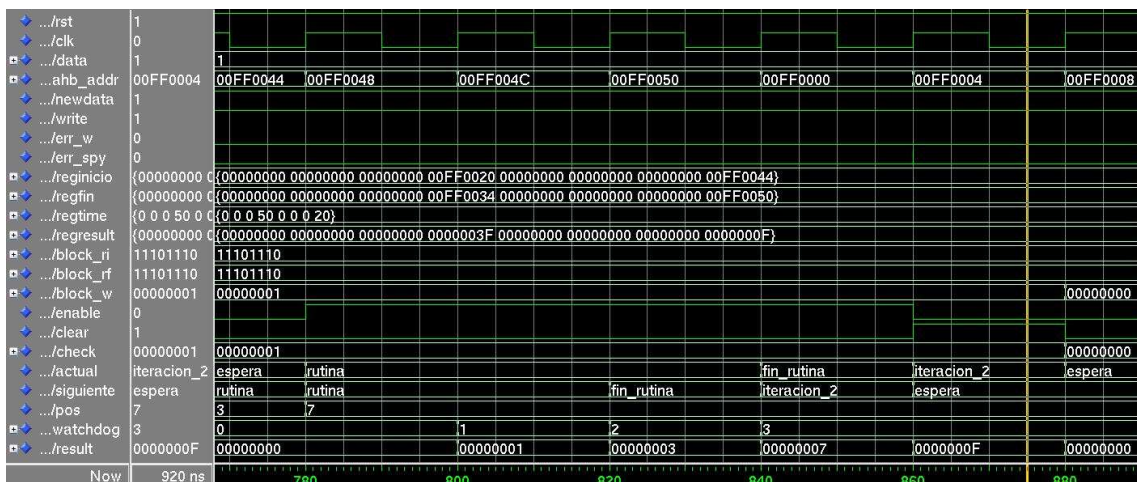 .../rst 1
.../clk 0
.../data 1 1
...ahb_addr 00FF0004 00FF0044 00FF0048 00FF004C 00FF0050 00FF0000 00FF0004 00FF0008
.../newdata 1
.../write 1
.../err_w 0
.../err_spy 0
.../reginicio {00000000 0 {00000000 00000000 00000000 00FF0020 00000000 00000000 00000000 00FF0044}
.../regfin {00000000 0 {00000000 00000000 00000000 00FF0034 00000000 00000000 00000000 00FF0050}
.../regtime {0 0 0 50 0 0 {0 0 0 50 0 0 0 20}
.../regresult {00000000 0 {00000000 00000000 00000000 0000003F 00000000 00000000 00000000 0000000F}
.../block_ri 11101110 11101110
.../block_rf 11101110 11101110
.../block_w 00000001 00000001 00000000
.../enable 0
.../clear 1
.../check 00000001 00000001 00000000
.../actual iteracion_2 espera rutina fin_rutina iteracion_2 espera
.../siguiente espera rutina rutina fin_rutina iteracion_2 espera
.../pos 7 3 7
...watchdog 3 0 1 2 3
.../result 0000000F 00000000 00000001 00000003 00000007 0000000F 00000000
Now 920 ns 780 800 820 840 860 880